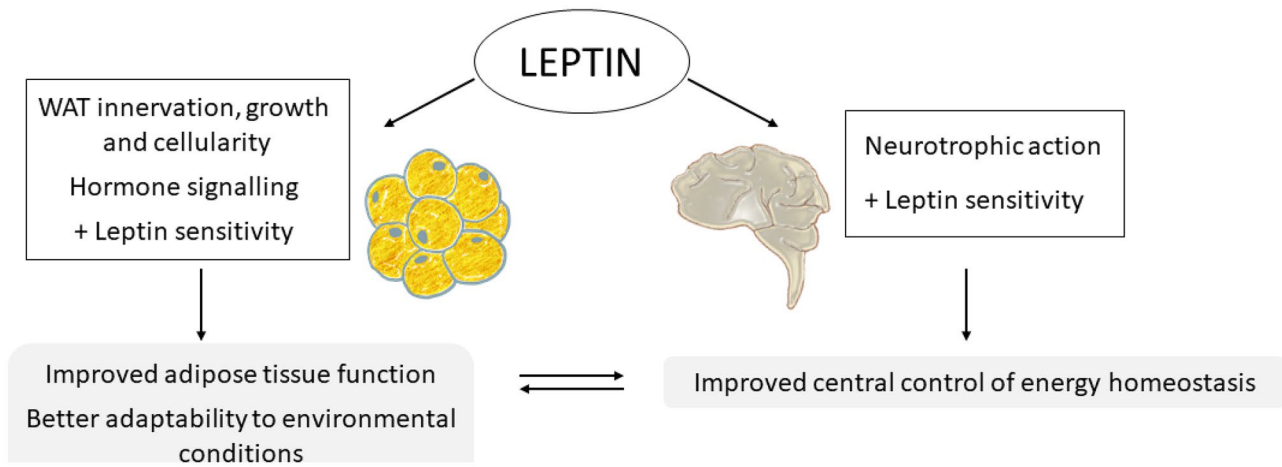 LEPTIN
WAT innervation, growth
and cellularity
Hormone signalling
+ Leptin sensitivity
Neurotrophic action
+ Leptin sensitivity
Improved adipose tissue function
Better adaptability to environmental
conditions
Improved central control of energy homeostasis